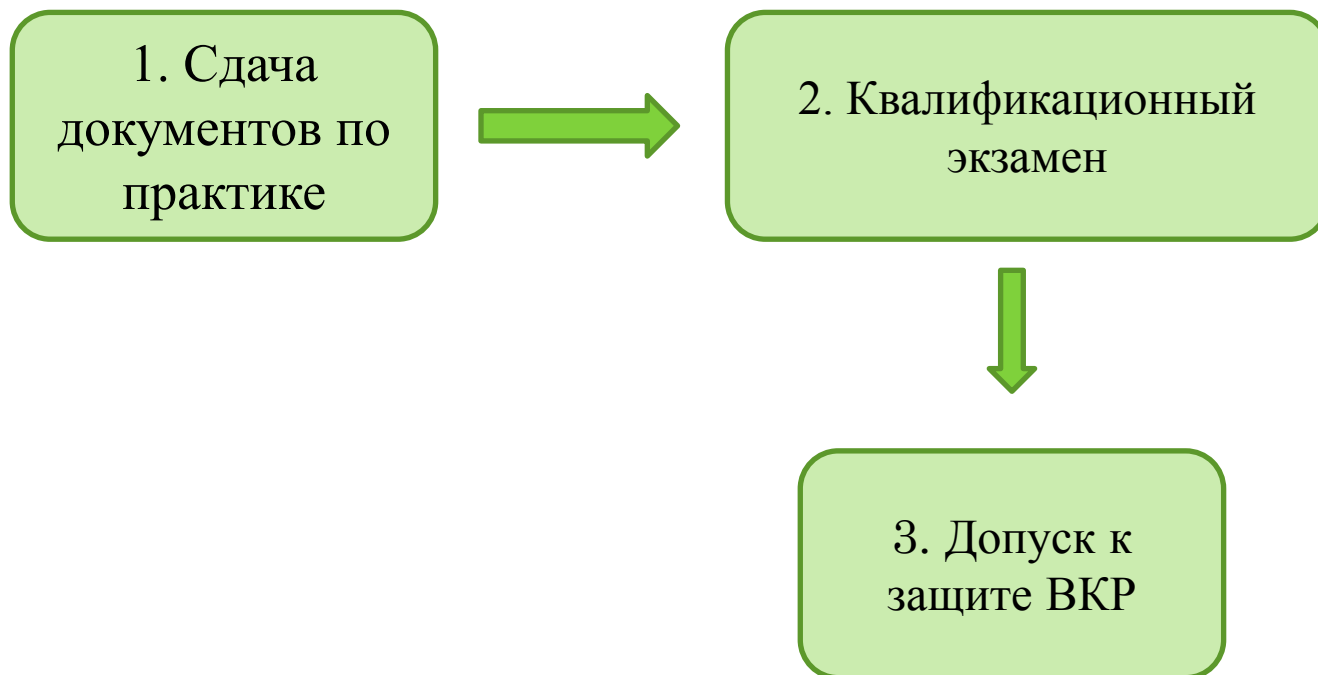 1. Сдача
документов по
практике
2. Квалификационный
экзамен
3. Допуск к
защите ВКР